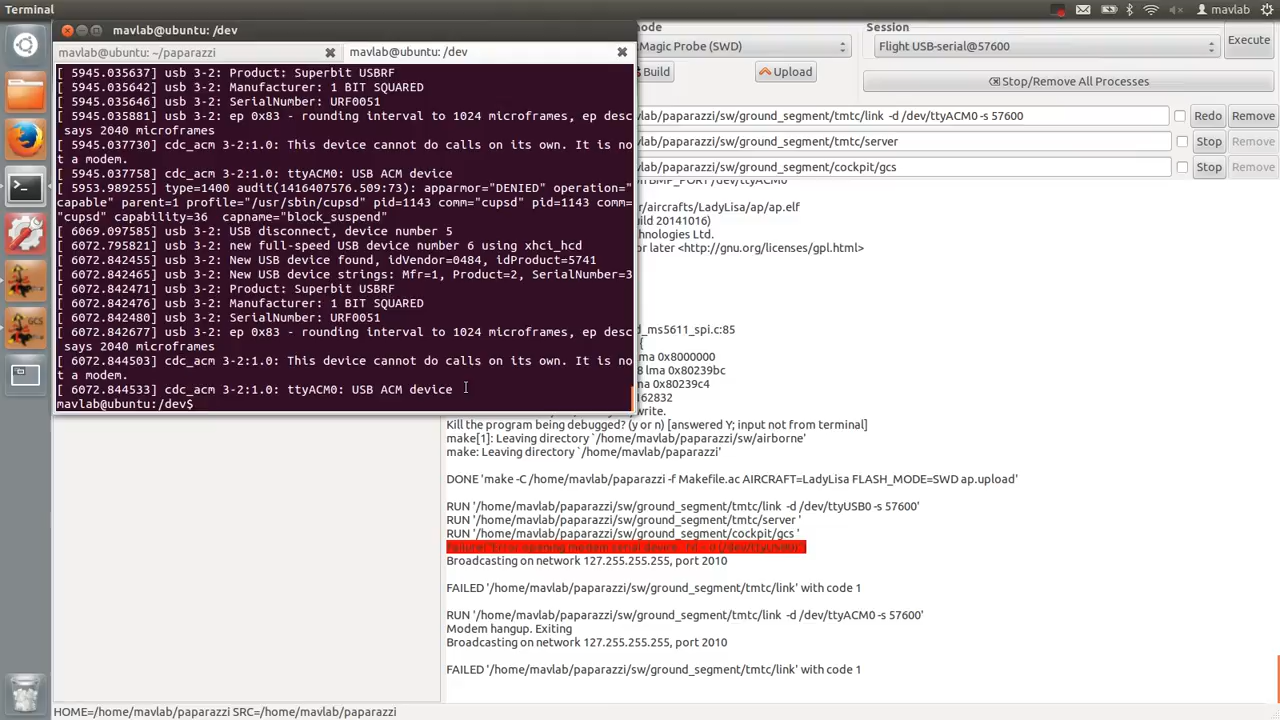 Terminal
mavlab
mavlab@ubuntu: /dev
mavlab@ubuntu: ~/paparazzi
mavlab@ubuntu: /dev
[ 5945.035637] usb 3-2: Product: Superbit USBRF
[ 5945.035642] usb 3-2: Manufacturer: 1 BIT SQUARED
[ 5945.035646] usb 3-2: SerialNumber: URF0051
[ 5945.035881] usb 3-2: ep 0x83 - rounding interval to 1024 microframes, ep desc
says 2040 microframes
[ 5945.037730] cdc_acm 3-2:1.0: This device cannot do calls on its own. It is no
t a modem.
[ 5945.037758] cdc_acm 3-2:1.0: ttyACM0: USB ACM device
[ 5953.989255] type=1400 audit(1416407576.509:73): apparmor="DENIED" operation="
capable" parent=1 profile="/usr/sbin/cupsd" pid=1143 comm="cupsd" pid=1143 comm=
"cupsd" capability=36  capname="block_suspend"
[ 6069.097585] usb 3-2: USB disconnect, device number 5
[ 6072.795821] usb 3-2: new full-speed USB device number 6 using xhci_hcd
[ 6072.842455] usb 3-2: New USB device found, idVendor=0484, idProduct=5741
[ 6072.842465] usb 3-2: New USB device strings: Mfr=1, Product=2, SerialNumber=3
[ 6072.842471] usb 3-2: Product: Superbit USBRF
[ 6072.842476] usb 3-2: Manufacturer: 1 BIT SQUARED
[ 6072.842480] usb 3-2: SerialNumber: URF0051
[ 6072.842677] usb 3-2: ep 0x83 - rounding interval to 1024 microframes, ep desc
says 2040 microframes
[ 6072.844503] cdc_acm 3-2:1.0: This device cannot do calls on its own. It is no
t a modem.
[ 6072.844533] cdc_acm 3-2:1.0: ttyACM0: USB ACM device
mavlab@ubuntu:/dev$
mode
Magic Probe (SWD)
Build
Upload
Session
Flight USB-serial@57600
Execute
Stop/Remove All Processes
mavlab/paparazzi/sw/ground_segment/tmtc/link -d /dev/ttyACM0 -s 57600
Redo
Remove
mavlab/paparazzi/sw/ground_segment/tmtc/server
Stop
Remove
mavlab/paparazzi/sw/ground_segment/cockpit/gcs
Stop
Remove
BMP_PORT /dev/ttyACM0
r/aircrafts/LadyLisa/ap/ap.elf
build 20141016)
hnologies Ltd.
or later <http://gnu.org/licenses/gpl.html>
d_ms5611_spi.c:85
{
lma 0x8000000
8 lma 0x80239bc
lma 0x80239c4
162832
write.
Kill the program being debugged? (y or n) [answered Y; input not from terminal]
make[1]: Leaving directory `/home/mavlab/paparazzi/sw/airborne'
make: Leaving directory `/home/mavlab/paparazzi'
DONE 'make -C /home/mavlab/paparazzi -f Makefile.ac AIRCRAFT=LadyLisa FLASH_MODE=SWD ap.upload'
RUN '/home/mavlab/paparazzi/sw/ground_segment/tmtc/link -d /dev/ttyUSB0 -s 57600'
RUN '/home/mavlab/paparazzi/sw/ground_segment/tmtc/server '
RUN '/home/mavlab/paparazzi/sw/ground_segment/cockpit/gcs '
Broadcasting on network 127.255.255.255, port 2010
FAILED '/home/mavlab/paparazzi/sw/ground_segment/tmtc/link' with code 1
RUN '/home/mavlab/paparazzi/sw/ground_segment/tmtc/link -d /dev/ttyACM0 -s 57600'
Modem hangup. Exiting
Broadcasting on network 127.255.255.255, port 2010
FAILED '/home/mavlab/paparazzi/sw/ground_segment/tmtc/link' with code 1
HOME=/home/mavlab/paparazzi SRC=/home/mavlab/paparazzi